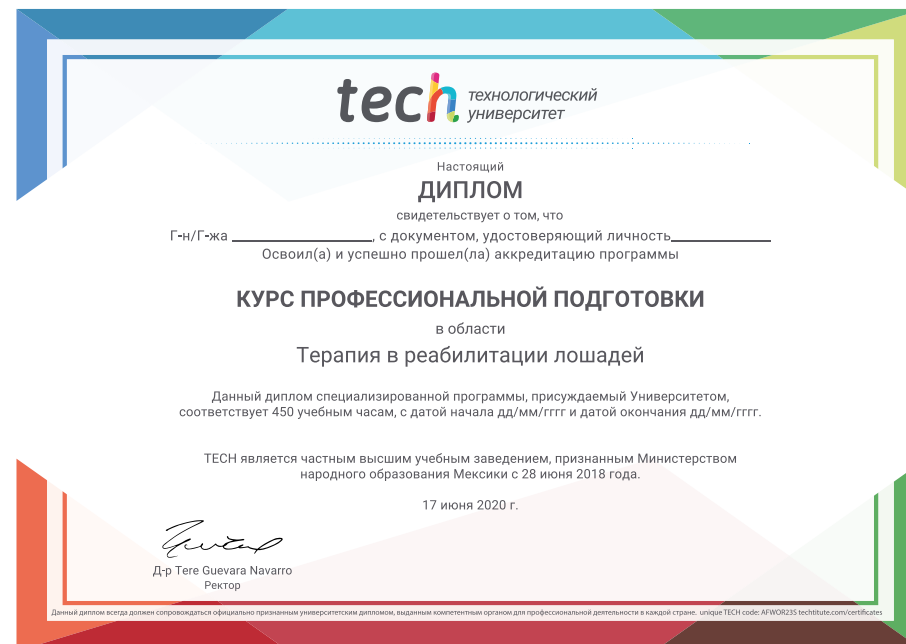 tech технологический
университет
Настоящий
ДИПЛОМ
свидетельствует о том, что
Г-н/Г-жа ____________________, с документом, удостоверяющий личность______________
Освоил(а) и успешно прошел(ла) аккредитацию программы
КУРС ПРОФЕССИОНАЛЬНОЙ ПОДГОТОВКИ
в области
Терапия в реабилитации лошадей
Данный диплом специализированной программы, присуждаемый Университетом,
соответствует 450 учебным часам, с датой начала дд/мм/гггг и датой окончания дд/мм/гггг.
TECH является частным высшим учебным заведением, признанным Министерством
народного образования Мексики с 28 июня 2018 года.
17 июня 2020 г.
Д-р Tere Guevara Navarro
Ректор
Данный диплом всегда должен сопровождаться официально признанным университетским дипломом, выданным компетентным органом для профессиональной деятельности в каждой стране. unique TECH code: AFWOR23S techtitute.com/certificates